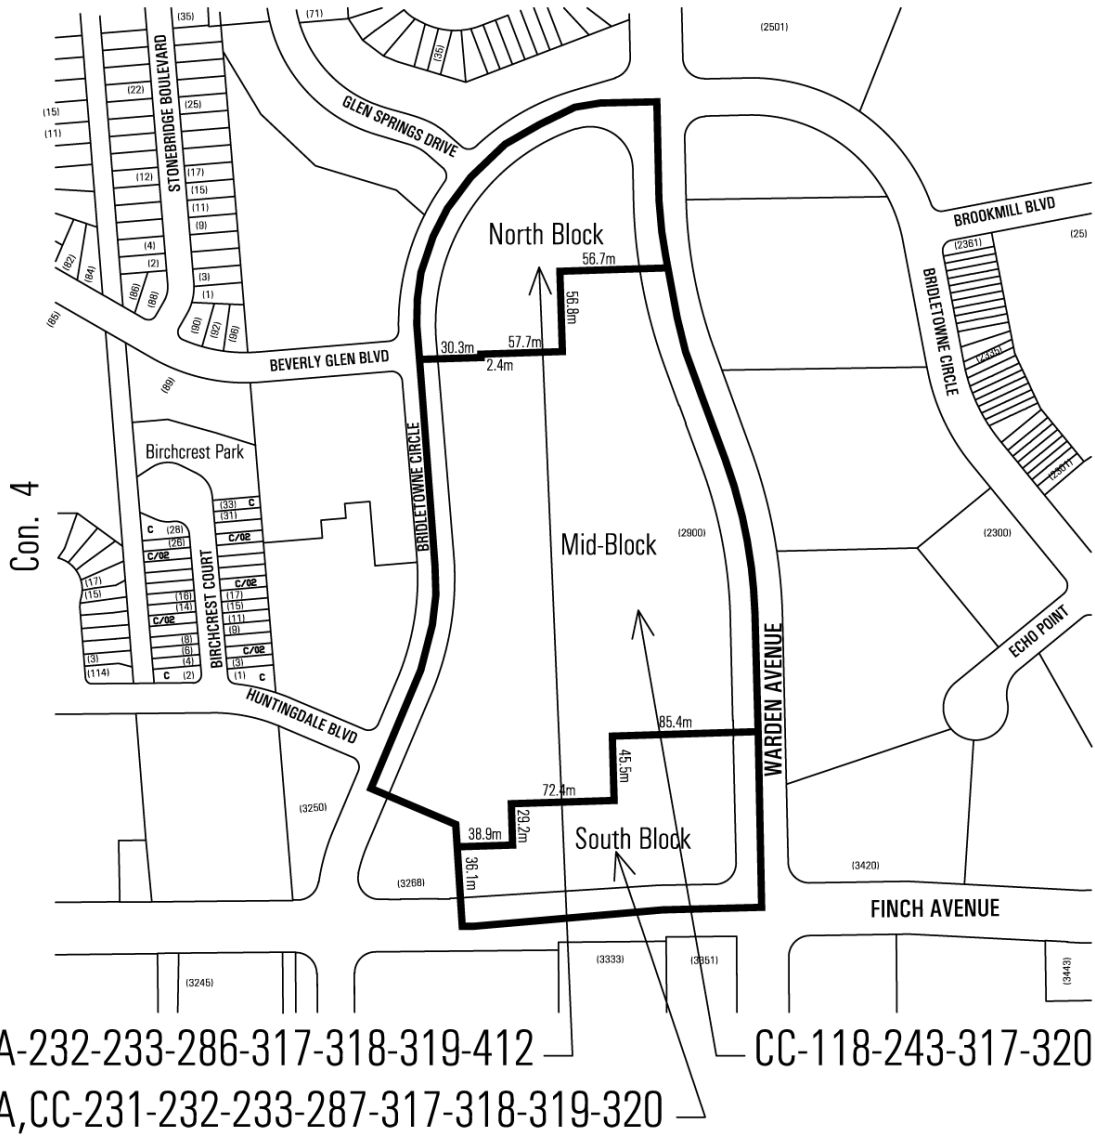 (35)
(71)
(2501)
(35)
STONEBRIDGE BOULEVARD
(22)
(25)
(15)
(11)
GLEN SPRINGS DRIVE
(12)
(17)
(15)
(11)
(9)
BROOKMILL BLVD
(25)
(4)
(2)
(82)
(84)
(3)
(1)
(86)
(88)
(85)
(90)
(92)
(96)
North Block
56.7m
56.8m
(2361)
BRIDLETOWNE CIRCLE
(2335)
(2301)
30.3m
57.7m
2.4m
BEVERLY GLEN BLVD
(89)
Birchcrest Park
BRIDLETOWNE CIRCLE
Con. 4
(33) C
(31)
C (28)
(26)
C/02
C/02
(17)
(15)
C/02
(16)
(14)
C/02
(17)
(15)
(11)
(9)
(8)
(6)
(4)
C (2)
C/02
(3)
(1) C
(3)
(114)
BIRCHCREST COURT
HUNTINGDALE BLVD
Mid-Block
(2900)
(2300)
ECHO POINT
WARDEN AVENUE
85.4m
45.5m
72.4m
29.2m
38.9m
36.1m
South Block
(3250)
(3268)
(3420)
FINCH AVENUE
(3245)
(3333)
(3351)
(3443)
A-232-233-286-317-318-319-412
CC-118-243-317-320
A,CC-231-232-233-287-317-318-319-320